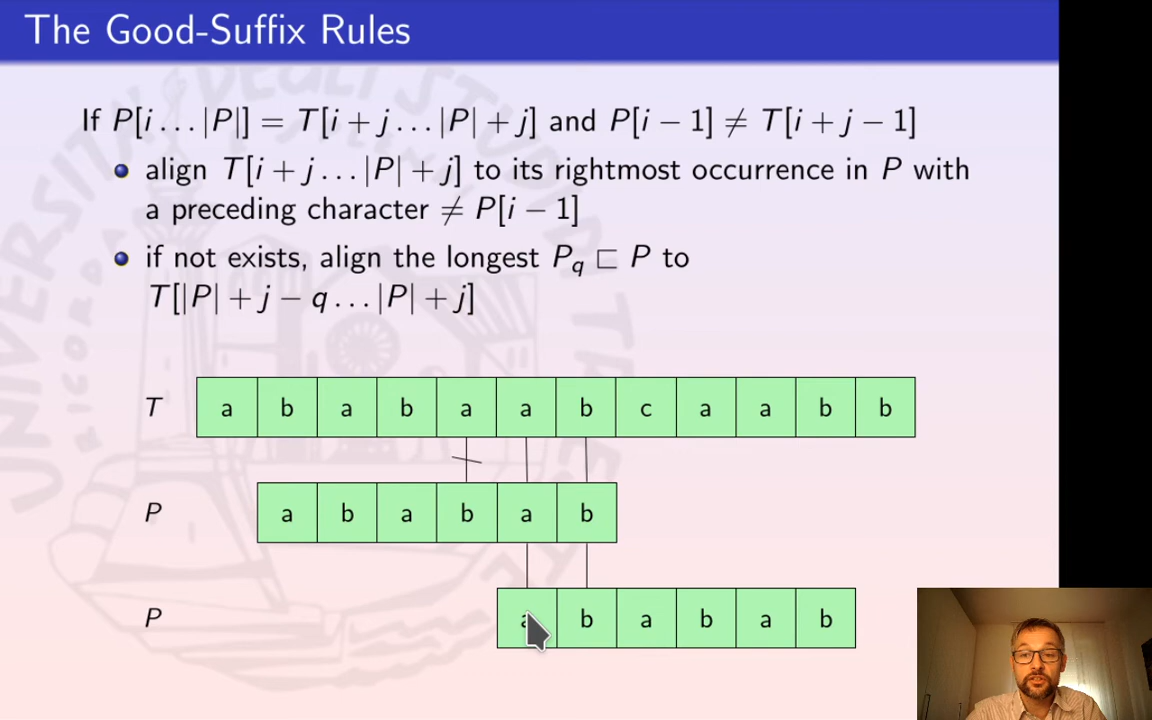 The Good-Suffix Rules
If P[i...|P|] = T[i + j...|P| + j] and P[i − 1] ≠ T[i + j − 1]
align T[i + j...|P| + j] to its rightmost occurrence in P with
a preceding character ≠ P[i − 1]
if not exists, align the longest P_q ⊏ P to
T[|P| + j − q...|P| + j]
T a b a b a a b c a a b b
P a b a b a b
P a b a b a b